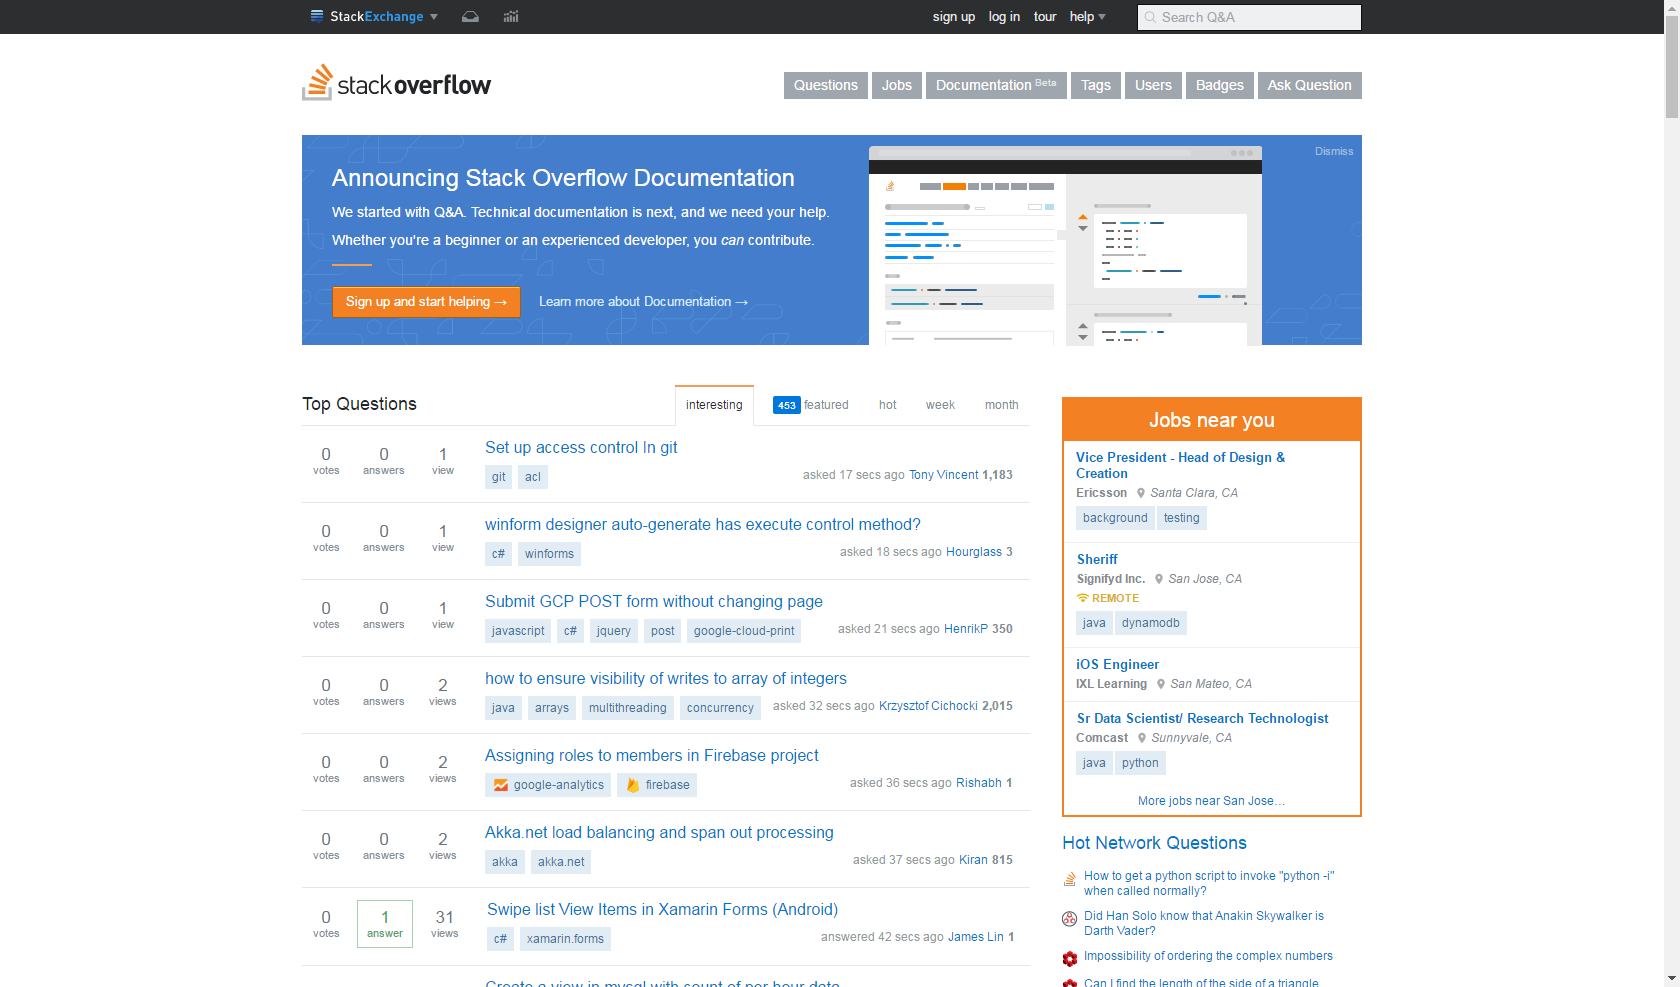 StackExchange
sign up log in tour help
Search Q&A
stackoverflow
Questions Jobs Documentation Beta Tags Users Badges Ask Question
Dismiss
Announcing Stack Overflow Documentation
We started with Q&A. Technical documentation is next, and we need your help.
Whether you're a beginner or an experienced developer, you can contribute.
Sign up and start helping → Learn more about Documentation →
Top Questions
interesting 453 featured hot week month
0 votes 0 answers 1 view
Set up access control In git
git acl
asked 17 secs ago Tony Vincent 1,183
0 votes 0 answers 1 view
winform designer auto-generate has execute control method?
c# winforms
asked 18 secs ago Hourglass 3
0 votes 0 answers 1 view
Submit GCP POST form without changing page
javascript c# jquery post google-cloud-print
asked 21 secs ago HenrikP 350
0 votes 0 answers 2 views
how to ensure visibility of writes to array of integers
java arrays multithreading concurrency
asked 32 secs ago Krzysztof Cichocki 2,015
0 votes 0 answers 2 views
Assigning roles to members in Firebase project
google-analytics firebase
asked 36 secs ago Rishabh 1
0 votes 0 answers 2 views
Akka.net load balancing and span out processing
akka akka.net
asked 37 secs ago Kiran 815
0 votes 1 answer 31 views
Swipe list View Items in Xamarin Forms (Android)
c# xamarin.forms
answered 42 secs ago James Lin 1
Create a view in mysql with count of per hour data
Jobs near you
Vice President - Head of Design &
Creation
Ericsson Santa Clara, CA
background testing
Sheriff
Signifyd Inc. San Jose, CA
REMOTE
java dynamodb
iOS Engineer
IXL Learning San Mateo, CA
Sr Data Scientist/ Research Technologist
Comcast Sunnyvale, CA
java python
More jobs near San Jose…
Hot Network Questions
How to get a python script to invoke "python -i"
when called normally?
Did Han Solo know that Anakin Skywalker is
Darth Vader?
Impossibility of ordering the complex numbers
Can I find the length of the side of a triangle